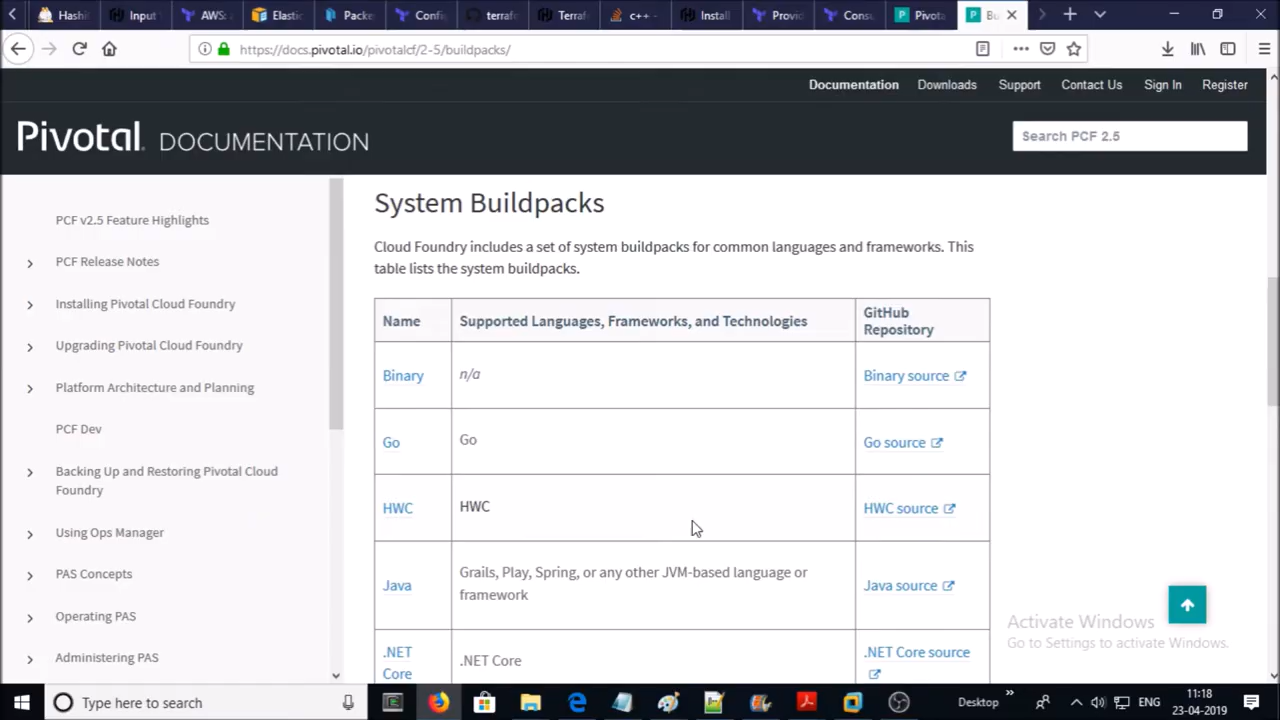 Hashi
Input
AWS:
Elastic
Packe
Config
terraf
Terraf
c++ -
Install
Provi
Consu
Pivota
Bu
https://docs.pivotal.io/pivotalcf/2-5/buildpacks/
Documentation Downloads Support Contact Us Sign In Register
Pivotal. DOCUMENTATION
Search PCF 2.5
PCF v2.5 Feature Highlights
PCF Release Notes
Installing Pivotal Cloud Foundry
Upgrading Pivotal Cloud Foundry
Platform Architecture and Planning
PCF Dev
Backing Up and Restoring Pivotal Cloud
Foundry
Using Ops Manager
PAS Concepts
Operating PAS
Administering PAS
System Buildpacks
Cloud Foundry includes a set of system buildpacks for common languages and frameworks. This
table lists the system buildpacks.
Name
Supported Languages, Frameworks, and Technologies
GitHub
Repository
Binary
n/a
Binary source
Go
Go
Go source
HWC
HWC
HWC source
Java
Grails, Play, Spring, or any other JVM-based language or
framework
Java source
.NET
Core
.NET Core
.NET Core source
Activate Windows
Go to Settings to activate Windows.
Type here to search
Desktop
ENG
11:18
23-04-2019